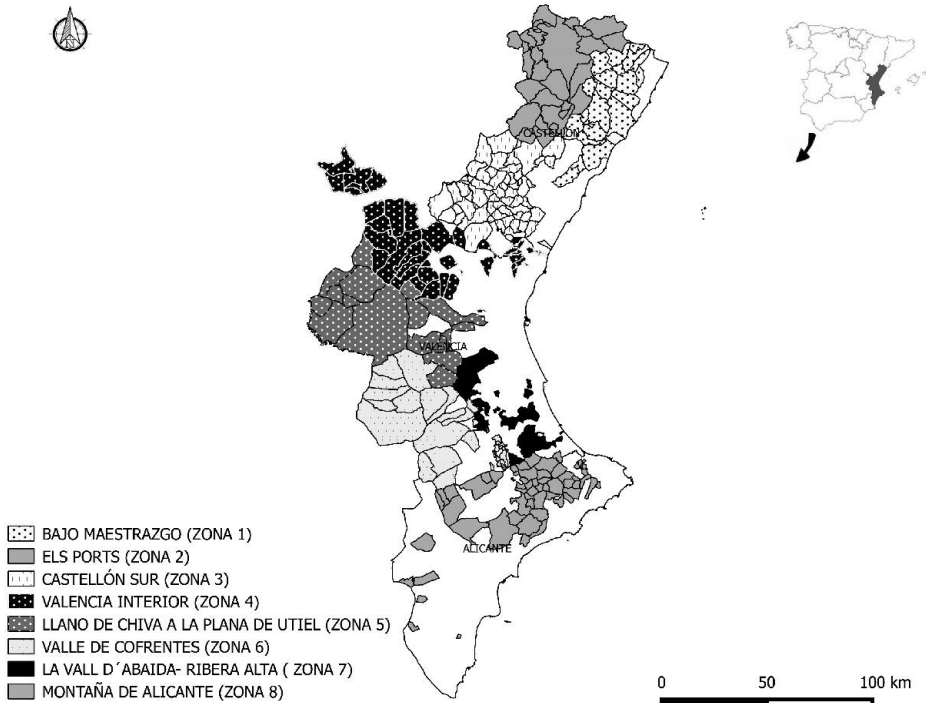 N
CASTELLÓN
VALENCIA
ALICANTE
BAJO MAESTRAZGO (ZONA 1)
ELS PORTS (ZONA 2)
CASTELLÓN SUR (ZONA 3)
VALENCIA INTERIOR (ZONA 4)
LLANO DE CHIVA A LA PLANA DE UTIEL (ZONA 5)
VALLE DE COFRENTES (ZONA 6)
LA VALL D´ABAIDA- RIBERA ALTA ( ZONA 7)
MONTAÑA DE ALICANTE (ZONA 8)
0 50 100 km